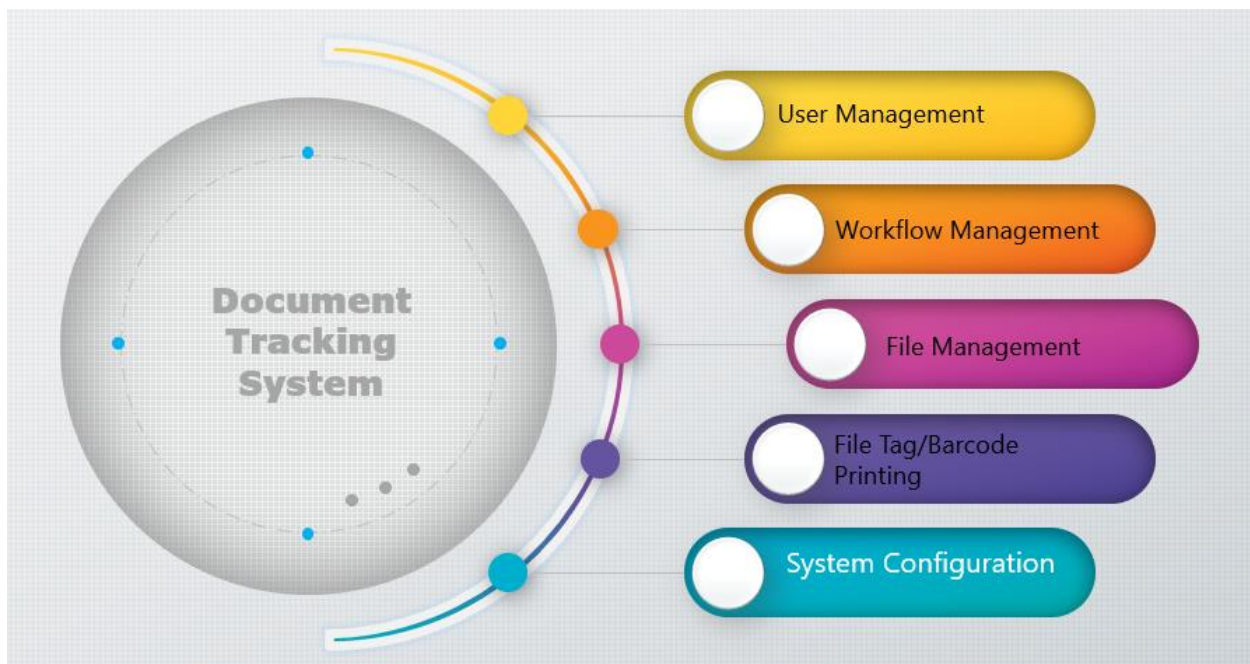 Document
Tracking
System
User Management
Workflow Management
File Management
File Tag/Barcode
Printing
System Configuration